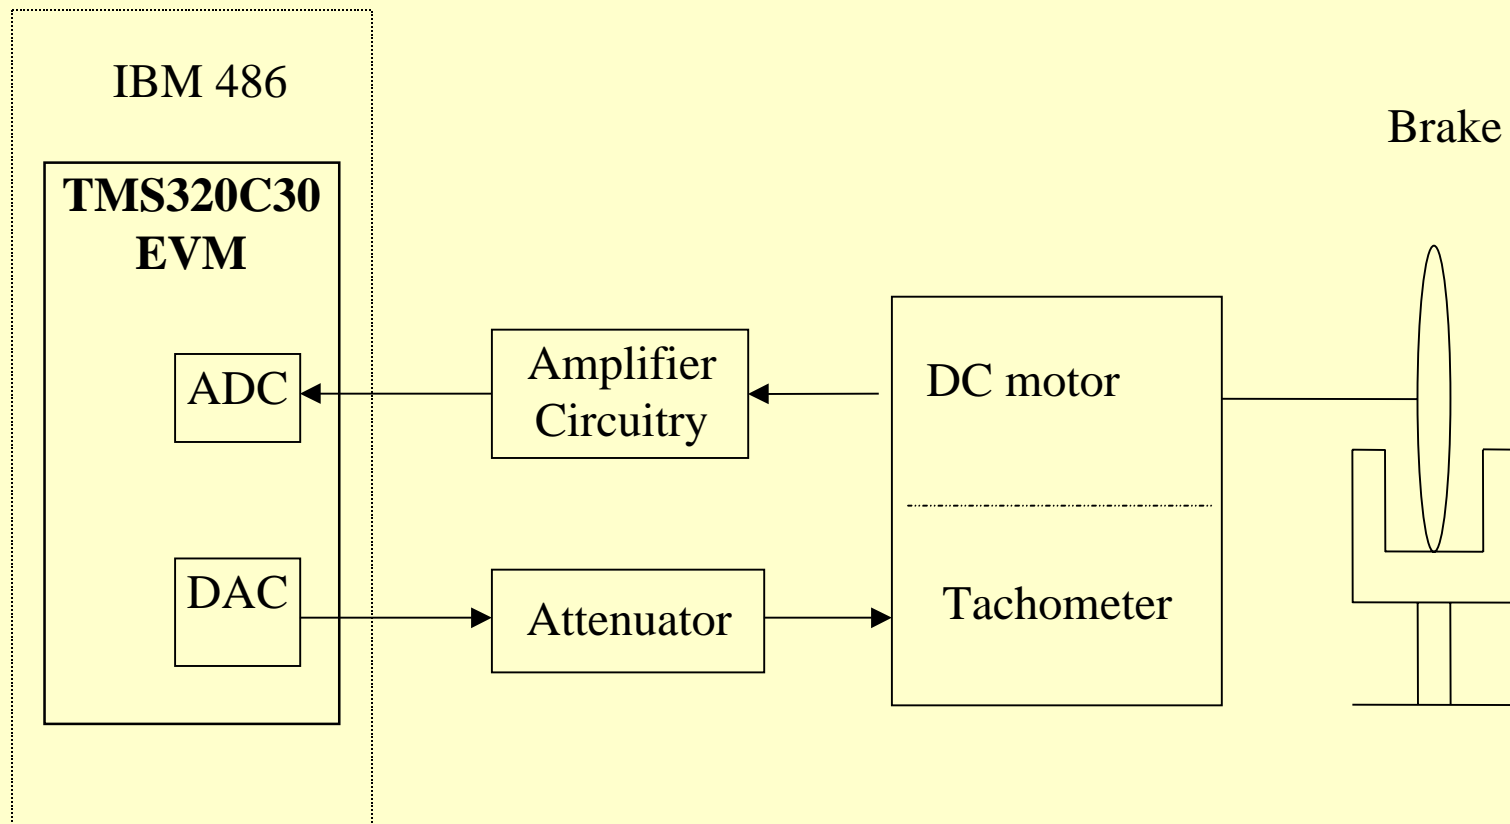 IBM 486
Brake
TMS320C30
EVM
ADC
Amplifier
Circuitry
DC motor
DAC
Attenuator
Tachometer